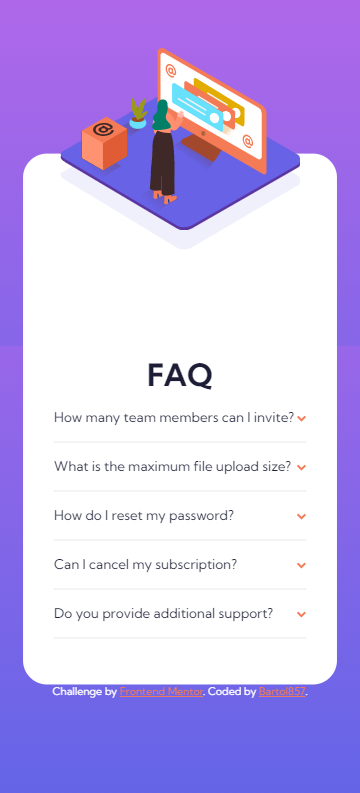 FAQ
How many team members can I invite?
What is the maximum file upload size?
How do I reset my password?
Can I cancel my subscription?
Do you provide additional support?
Challenge by Frontend Mentor. Coded by Bartol857.